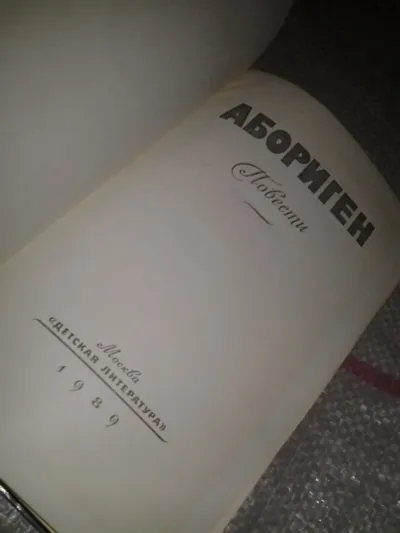 АБОРИГЕН
Повести
Москва
«ДЕТСКАЯ ЛИТЕРАТУРА»
1989